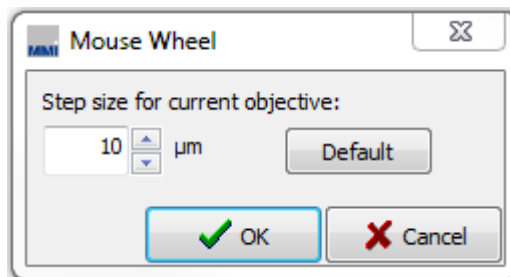 MMI Mouse Wheel
Step size for current objective:
10 µm Default
OK Cancel